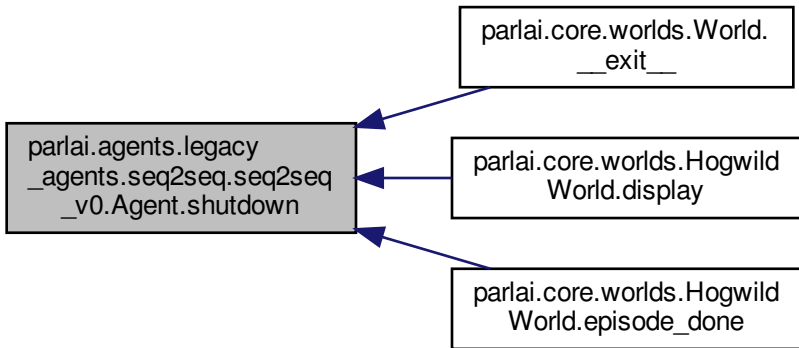 parlai.core.worlds.World.
__exit__
parlai.agents.legacy
_agents.seq2seq.seq2seq
_v0.Agent.shutdown
parlai.core.worlds.Hogwild
World.display
parlai.core.worlds.Hogwild
World.episode_done